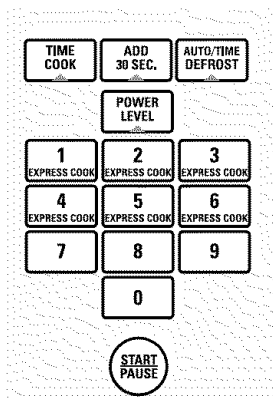 TIME
COOK
ADD
30 SEC.
AUTO/TIME
DEFROST
POWER
LEVEL
1
EXPRESS COOK
2
EXPRESS COOK
3
EXPRESS COOK
4
EXPRESS COOK
5
EXPRESS COOK
6
EXPRESS COOK
7
8
9
0
START
PAUSE